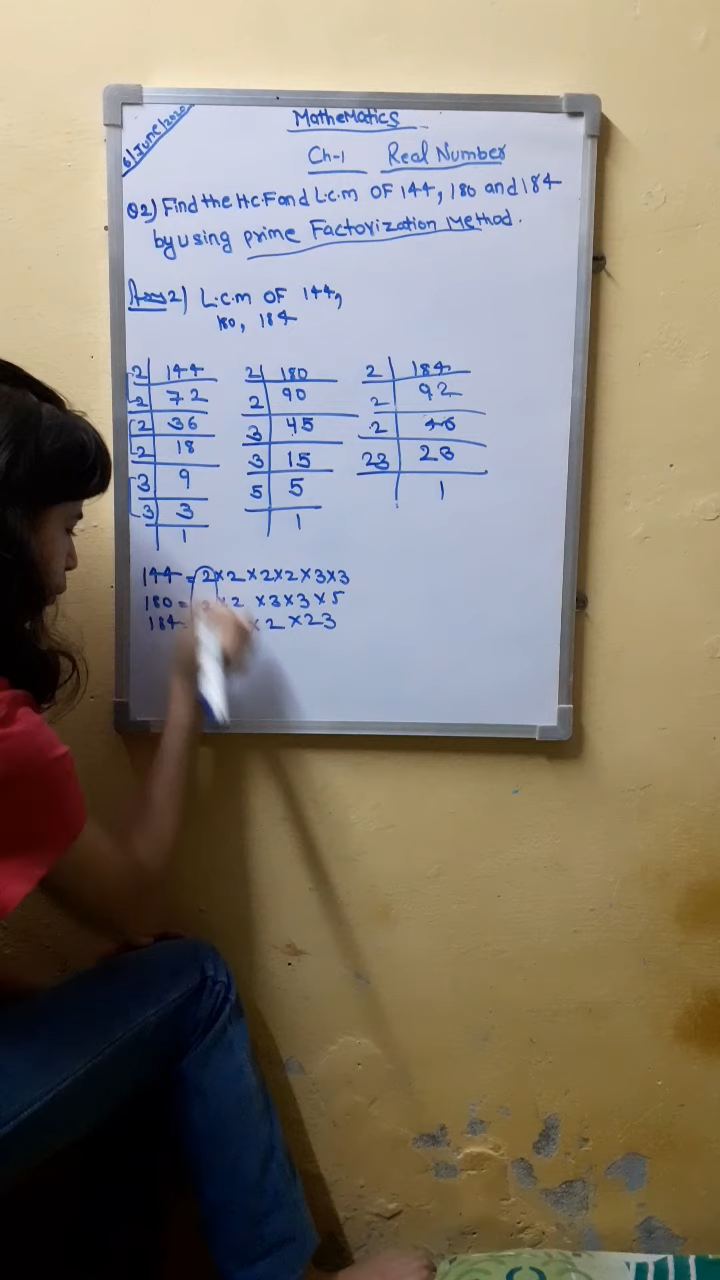 6/June/2020
Mathematics
Ch-1 Real Number
Q2) Find the H.C.F and L.C.M OF 144, 180 and 184
by using prime Factorization Method.
Ans 2) L.C.M OF 144,
180, 184
2 144 2 180 2 184
2 72 2 90 2 92
2 36 3 45 2 46
2 18 3 15 23 23
3 9 5 5 1
3 3 1
1
144 = 2×2×2×2×3×3
180 = 2×2 ×3×3×5
184 ×2×23